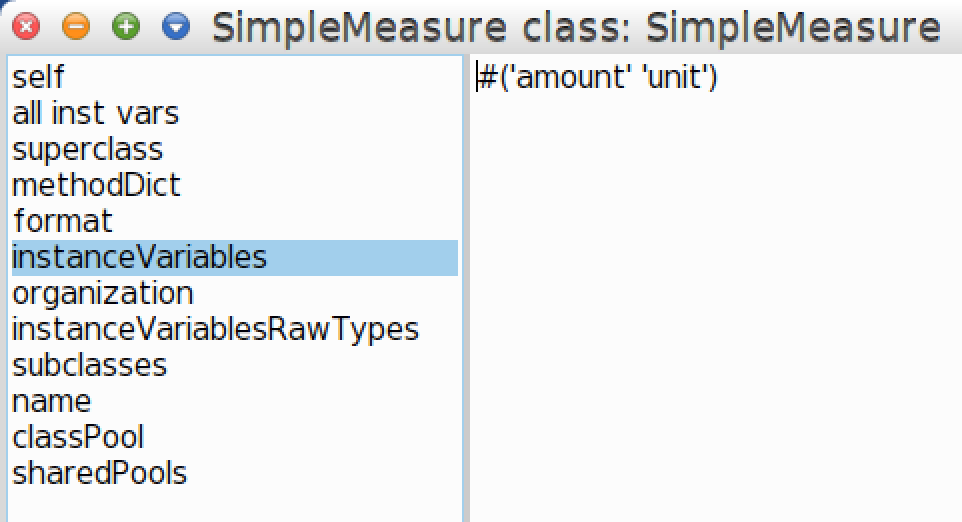 SimpleMeasure class: SimpleMeasure
self
all inst vars
superclass
methodDict
format
instanceVariables
organization
instanceVariablesRawTypes
subclasses
name
classPool
sharedPools
#('amount' 'unit')